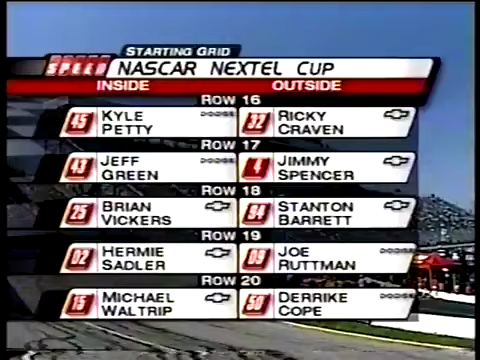 STARTING GRID
SPEED NASCAR NEXTEL CUP
INSIDE OUTSIDE
ROW 16
45 KYLE PETTY DODGE 32 RICKY CRAVEN
ROW 17
43 JEFF GREEN DODGE 4 JIMMY SPENCER
ROW 18
25 BRIAN VICKERS 94 STANTON BARRETT
ROW 19
02 HERMIE SADLER 09 JOE RUTTMAN DODGE
ROW 20
15 MICHAEL WALTRIP 50 DERRIKE COPE DODGE